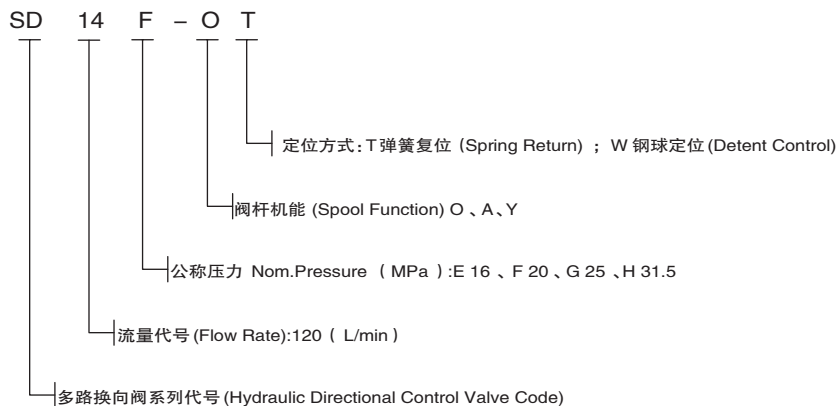 SD 14 F – O T
定位方式:T弹簧复位 (Spring Return) ; W 钢球定位(Detent Control)
阀杆机能 (Spool Function) O 、A、Y
公称压力 Nom.Pressure ( MPa ):E 16 、F 20 、G 25 、H 31.5
流量代号(Flow Rate):120 ( L/min )
多路换向阀系列代号(Hydraulic Directional Control Valve Code)